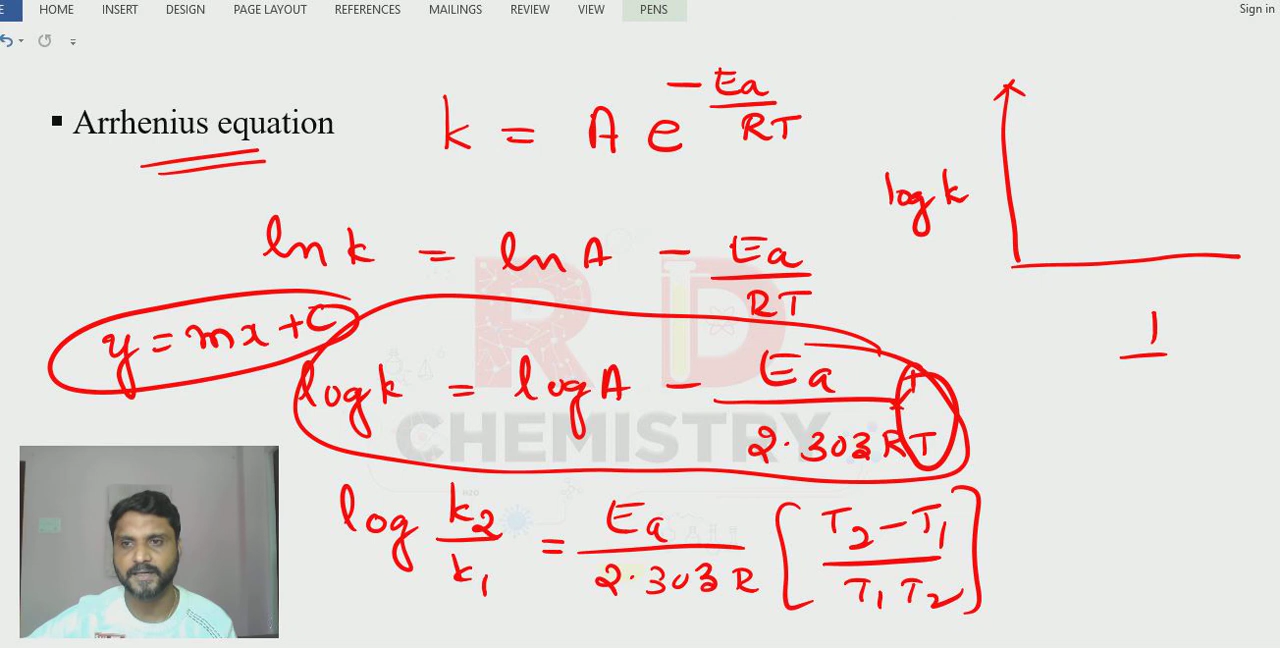 HOME INSERT DESIGN PAGE LAYOUT REFERENCES MAILINGS REVIEW VIEW PENS Sign in
▪ Arrhenius equation
k = A e^(-Ea/RT)
log k
ln k = ln A - Ea/RT
y = mx + C
1
log k = log A - Ea/2.303 R T
RD
CHEMISTRY
log k2/k1 = Ea/2.303 R [T2 - T1/T1 T2]